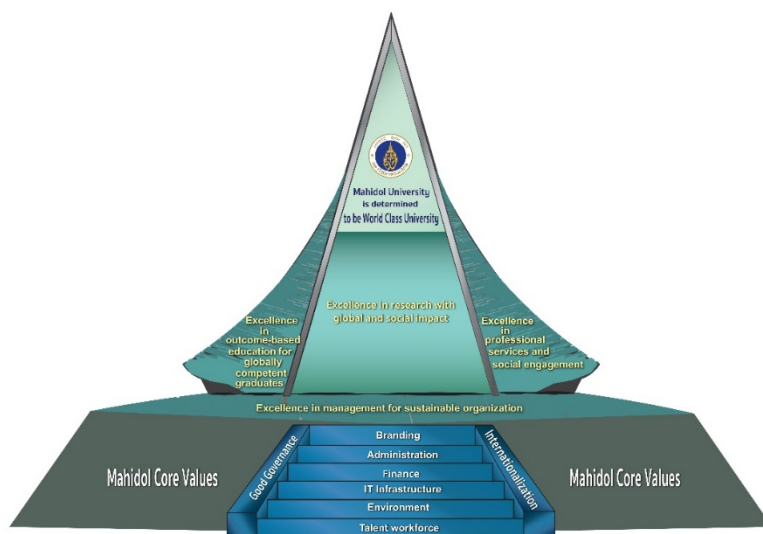 Mahidol University
is determined
to be World Class University
Excellence in research with
global and social impact
Excellence
in
outcome-based
education for
globally
competent
graduates
Excellence
in
professional
services and
social engagement
Excellence in management for sustainable organization
Mahidol Core Values
Good Governance
Branding
Administration
Finance
IT Infrastructure
Environment
Talent workforce
Internationalization
Mahidol Core Values